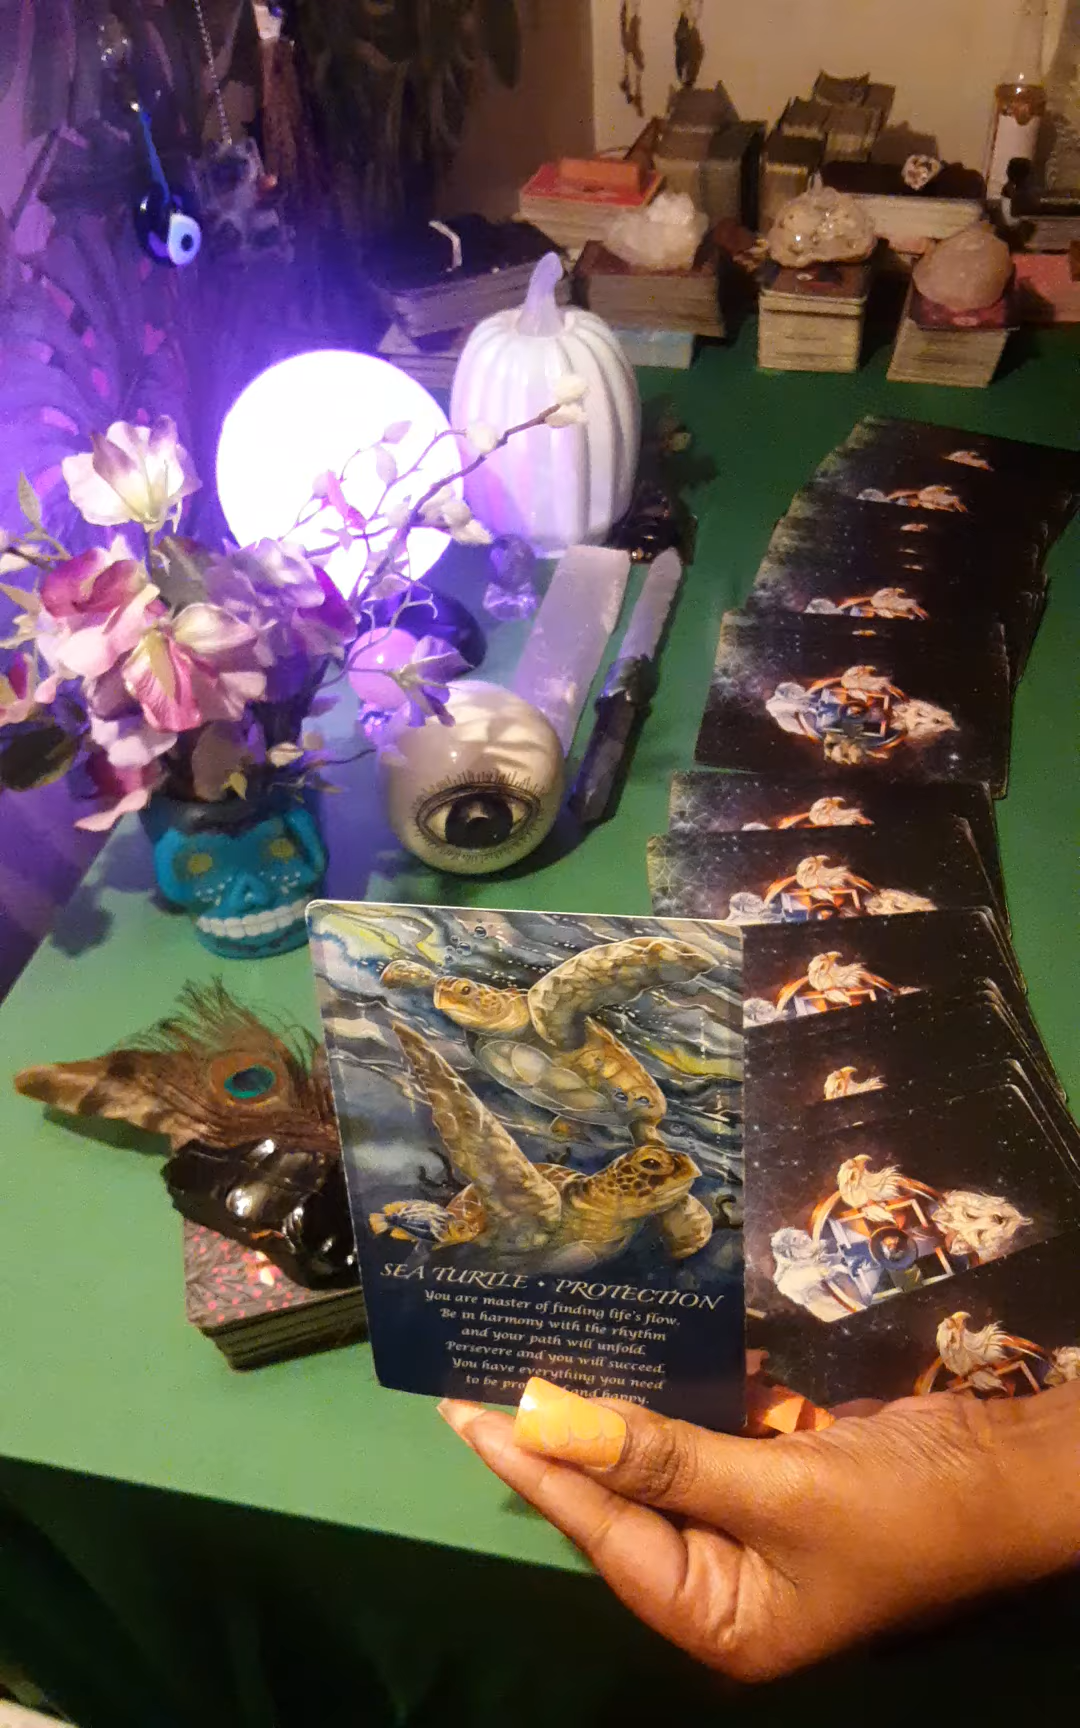 SEA TURTLE • PROTECTION
You are master of finding life's flow.
Be in harmony with the rhythm
and your path will unfold.
Persevere and you will succeed.
You have everything you need
to be and happy.